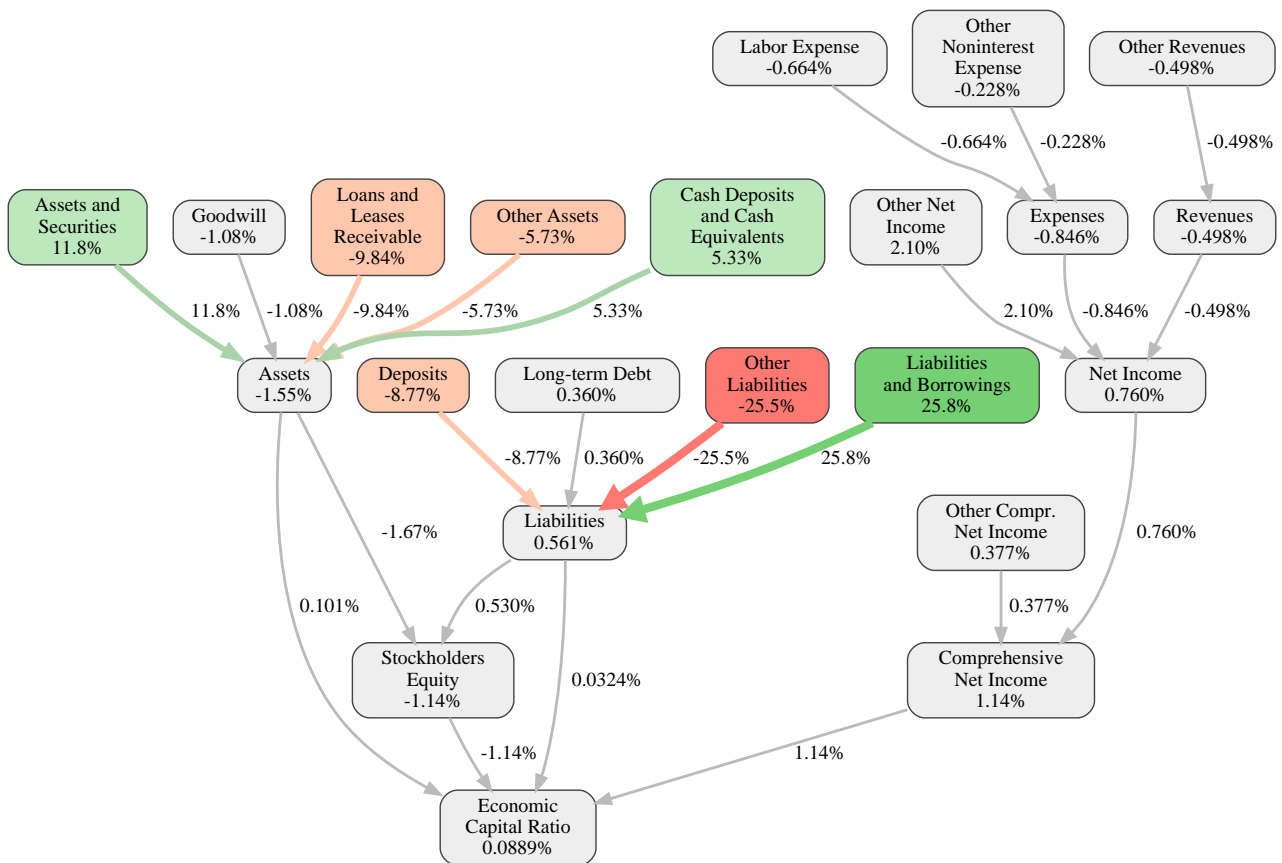 Labor Expense
-0.664%
Other
Noninterest
Expense
-0.228%
Other Revenues
-0.498%
-0.664%
-0.228%
-0.498%
Assets and
Securities
11.8%
Goodwill
-1.08%
Loans and
Leases
Receivable
-9.84%
Other Assets
-5.73%
Cash Deposits
and Cash
Equivalents
5.33%
Other Net
Income
2.10%
Expenses
-0.846%
Revenues
-0.498%
11.8%
-1.08%
-9.84%
-5.73%
5.33%
2.10%
-0.846%
-0.498%
Assets
-1.55%
Deposits
-8.77%
Long-term Debt
0.360%
Other
Liabilities
-25.5%
Liabilities
and Borrowings
25.8%
Net Income
0.760%
-8.77%
0.360%
-25.5%
25.8%
Liabilities
0.561%
Other Compr.
Net Income
0.377%
-1.67%
0.760%
0.101%
0.530%
0.377%
Stockholders
Equity
-1.14%
0.0324%
Comprehensive
Net Income
1.14%
-1.14%
1.14%
Economic
Capital Ratio
0.0889%